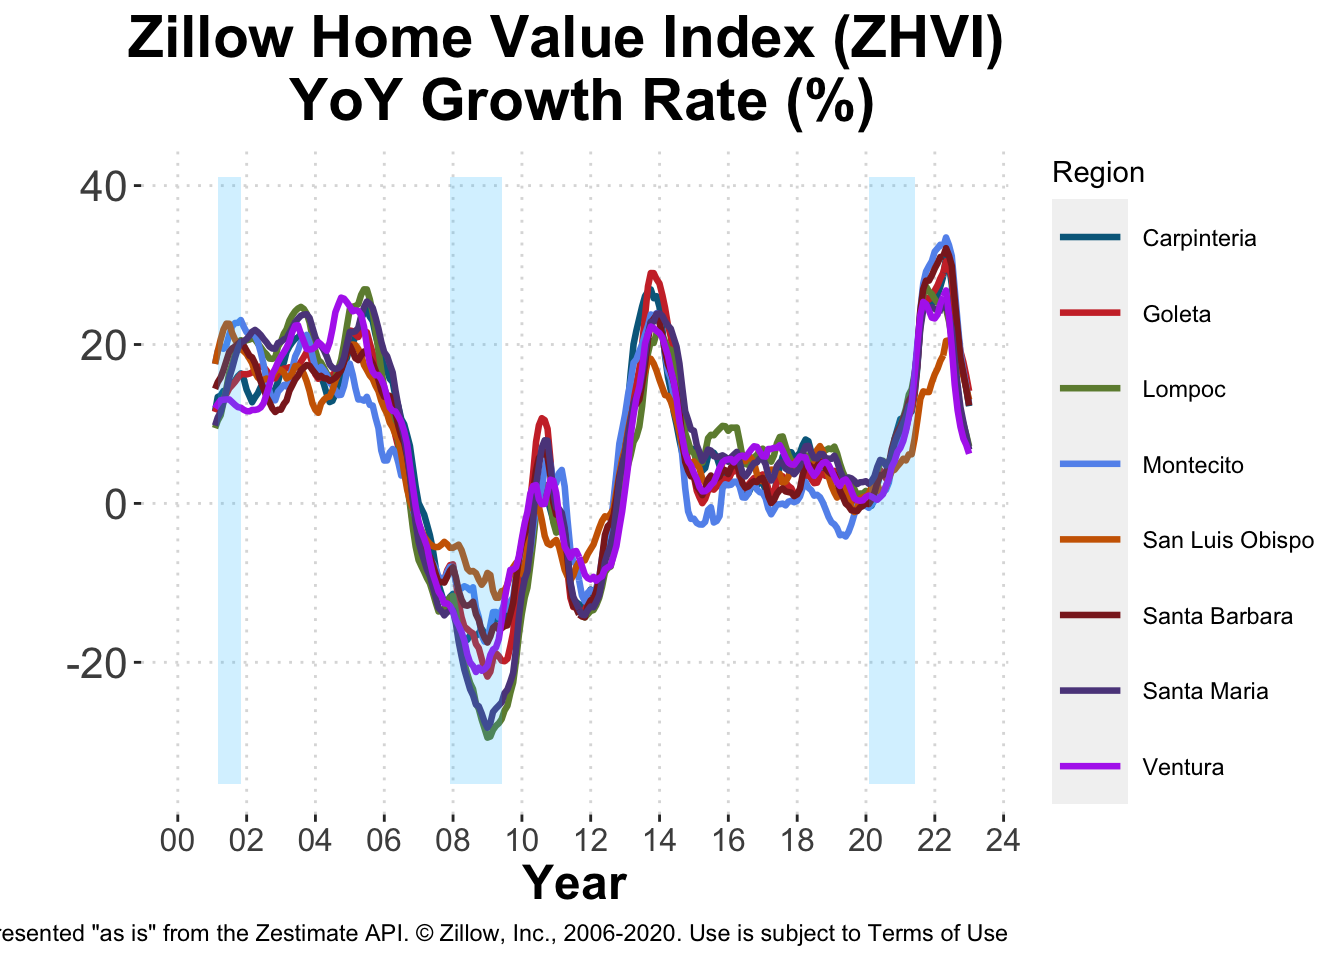 Zillow Home Value Index (ZHVI)
YoY Growth Rate (%)
40
20
0
-20
00 02 04 06 08 10 12 14 16 18 20 22 24
Year
Region
Carpinteria
Goleta
Lompoc
Montecito
San Luis Obispo
Santa Barbara
Santa Maria
Ventura
resented "as is" from the Zestimate API. © Zillow, Inc., 2006-2020. Use is subject to Terms of Use